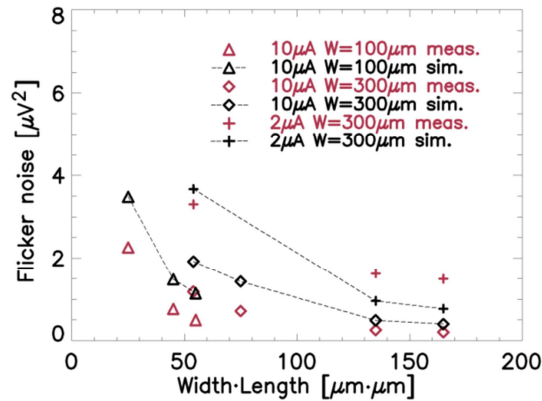 8
10μA W=100μm meas.
10μA W=100μm sim.
10μA W=300μm meas.
10μA W=300μm sim.
2μA W=300μm meas.
2μA W=300μm sim.
6
4
2
0
Flicker noise [μV²]
0 50 100 150 200
Width·Length [μm·μm]